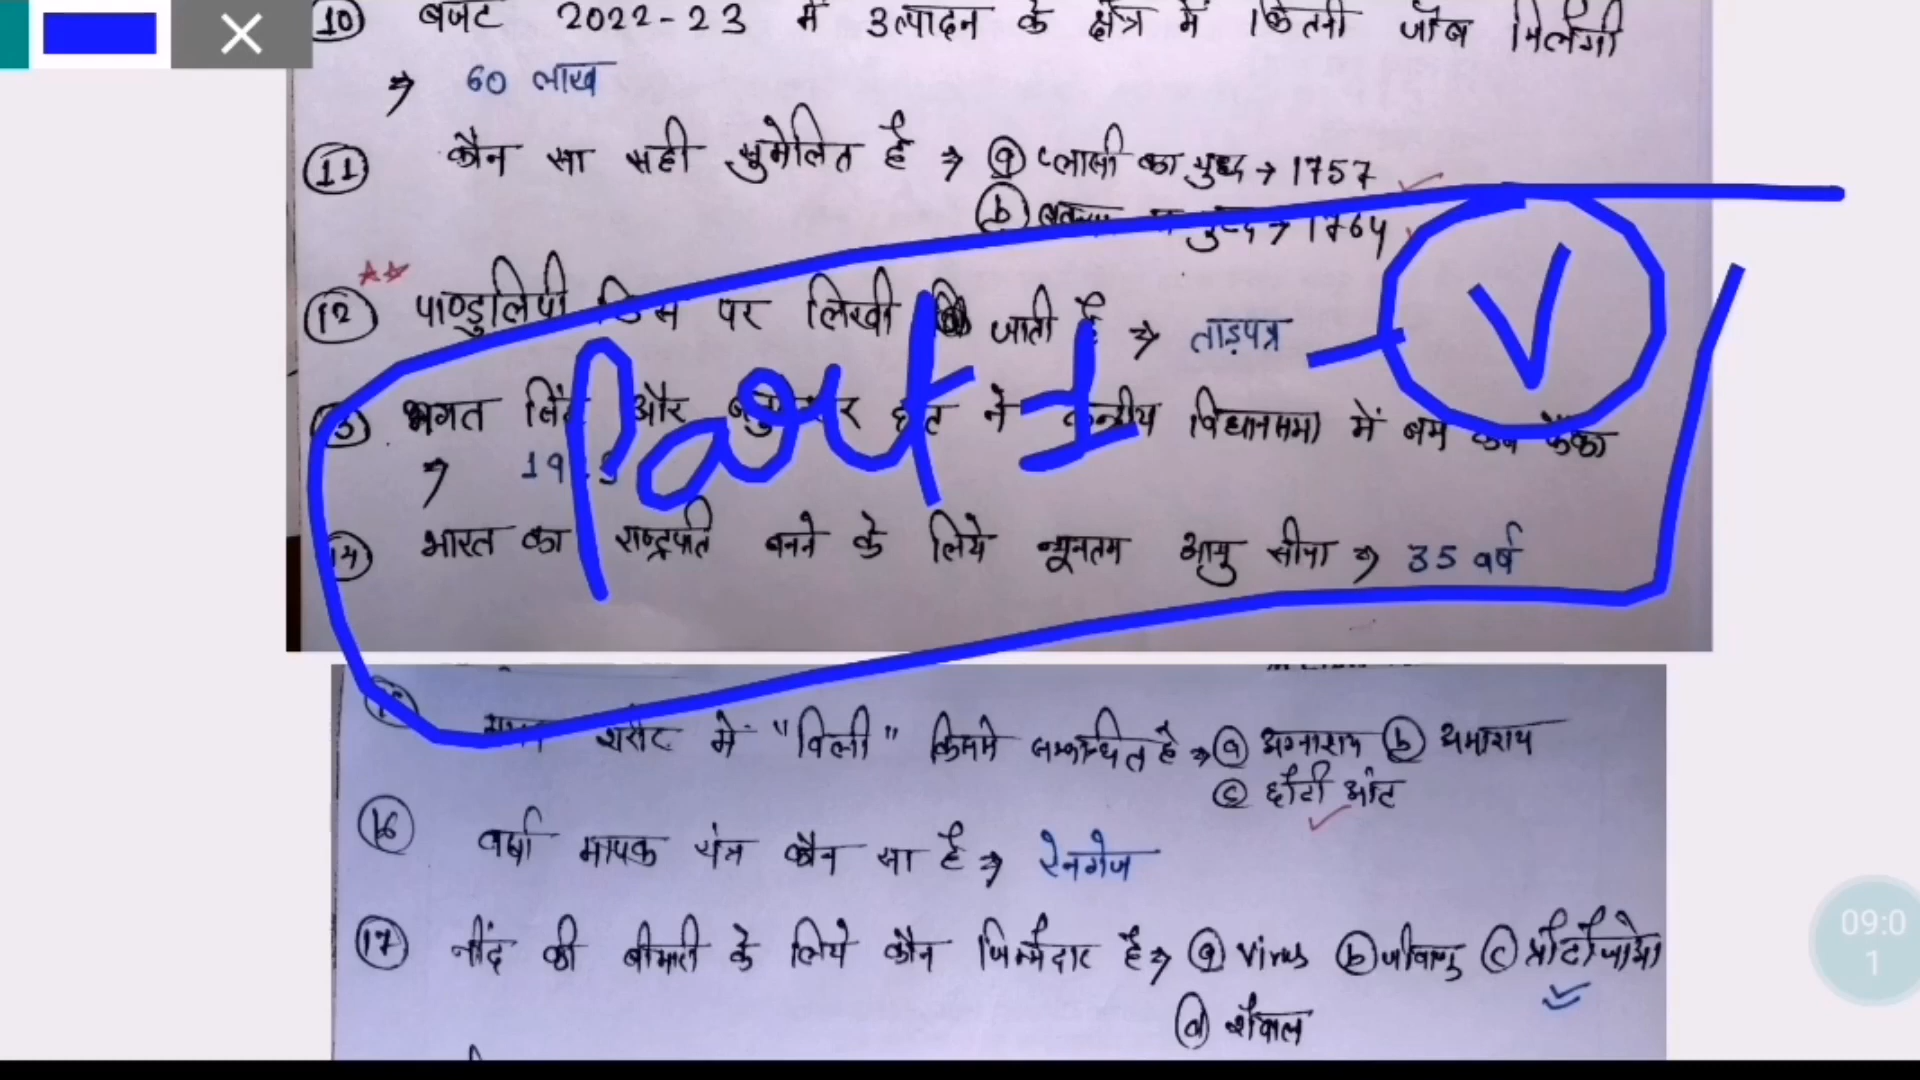 10 बजट 2022-23 में उत्पादन के क्षेत्र में कितनी जॉब मिलेगी
⇒ 60 लाख
11 कौन सा सही सुमेलित है ⇒ (a) प्लासी का युद्ध → 1757
(b) युद्ध → 1764
12 पाण्डुलिपी किस पर लिखी जाती है ⇒ ताड़पत्र
V
Part 1
भगत और ने केन्द्रीय विधानसभा में बम कब फेंका
⇒
14 भारत का राष्ट्रपति बनने के लिये न्यूनतम आयु सीमा ⇒ 35 वर्ष
शरीर में "विली" किससे सम्बन्धित है ⇒ (a) अग्नाशय (b) अमाशय
(c) छोटी आंत
16 वर्षा मापक यंत्र कौन सा है ⇒ रेनगेज
17 नींद की बीमारी के लिये कौन जिम्मेदार है ⇒ (a) Virus (b) जीवाणु (c) प्रोटोजोआ
(d) शैवाल
09:0
1